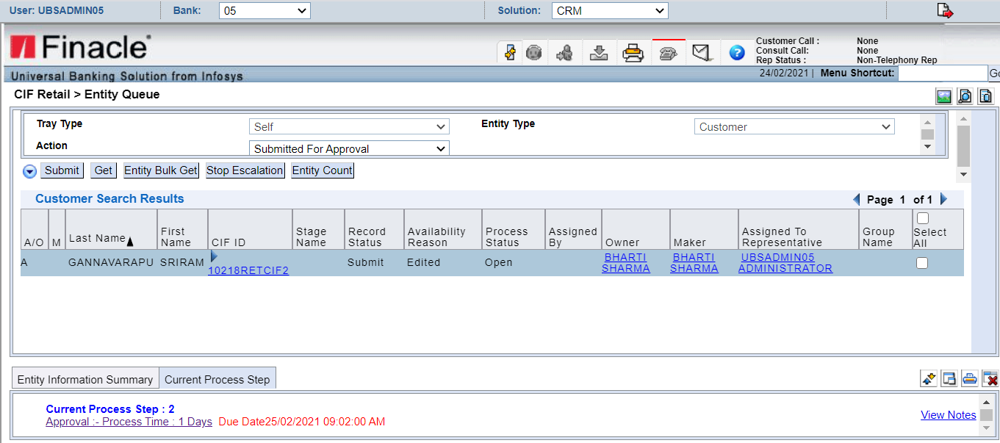 User: UBSADMIN05 Bank: 05 Solution: CRM
Finacle
Customer Call : None
Consult Call: None
Rep Status : Non-Telephony Rep
Universal Banking Solution from Infosys 24/02/2021 | Menu Shortcut: Go
CIF Retail > Entity Queue
Tray Type Self Entity Type Customer
Action Submitted For Approval
Submit Get Entity Bulk Get Stop Escalation Entity Count
Customer Search Results Page 1 of 1
A/O M Last Name First Name CIF ID Stage Name Record Status Availability Reason Process Status Assigned By Owner Maker Assigned To Representative Group Name Select All
A GANNAVARAPU SRIRAM 10218RETCIF2 Submit Edited Open BHARTI SHARMA BHARTI SHARMA UBSADMIN05 ADMINISTRATOR
Entity Information Summary Current Process Step
Current Process Step : 2
Approval :- Process Time : 1 Days Due Date25/02/2021 09:02:00 AM View Notes